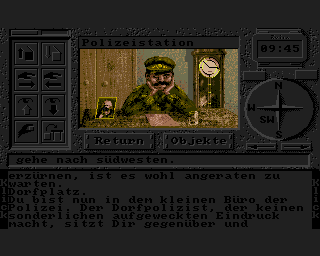 Polizeistation
09:45
N
W
SW
S
Return
Objekte
gehe nach südwesten.
erzürnen, ist es wohl angeraten zu
warten.
Dorfplatz.
Du bist nun in dem kleinen Büro der
Polizei. Der Dorfpolizist, der keinen
sonderlichen aufgeweckten Eindruck
macht, sitzt Dir gegenüber und